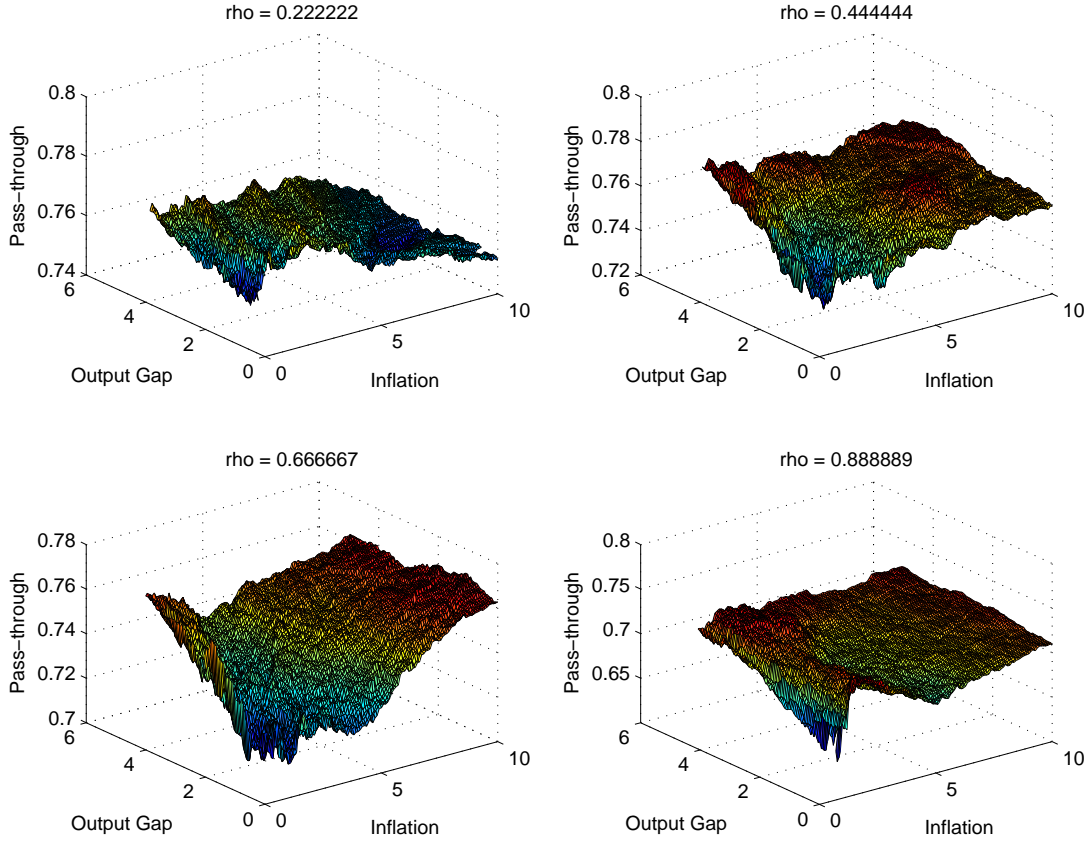 rho = 0.222222
0.8
0.78
0.76
0.74
Pass−through
6
4
2
0
Output Gap
0
5
10
Inflation
rho = 0.444444
0.8
0.78
0.76
0.74
0.72
Pass−through
6
4
2
0
Output Gap
0
5
10
Inflation
rho = 0.666667
0.78
0.76
0.74
0.72
0.7
Pass−through
6
4
2
0
Output Gap
0
5
10
Inflation
rho = 0.888889
0.8
0.75
0.7
0.65
Pass−through
6
4
2
0
Output Gap
0
5
10
Inflation